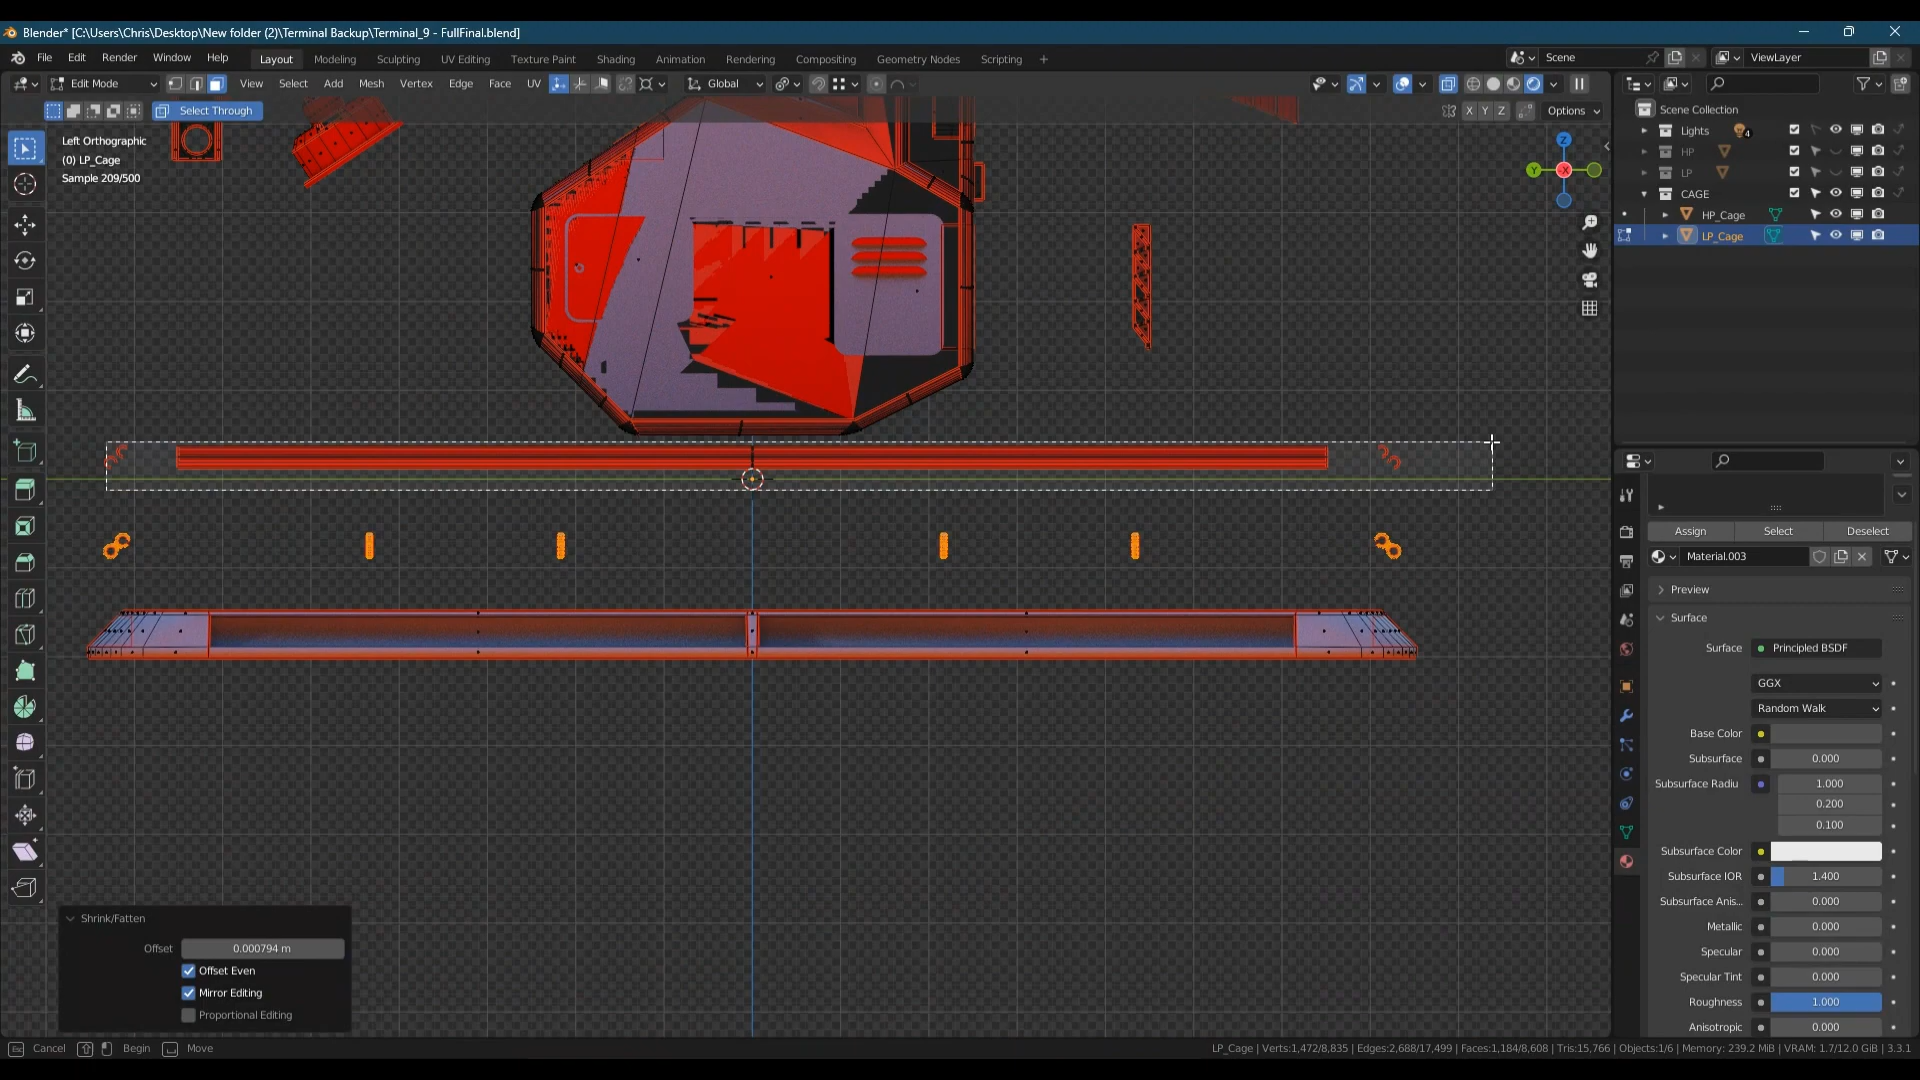 Blender* [C:\Users\Chris\Desktop\New folder (2)\Terminal Backup\Terminal_9 - FullFinal.blend]
File Edit Render Window Help Layout Modeling Sculpting UV Editing Texture Paint Shading Animation Rendering Compositing Geometry Nodes Scripting + Scene ViewLayer
Edit Mode View Select Add Mesh Vertex Edge Face UV Global
Select Through X Y Z Options
Left Orthographic
(0) LP_Cage
Sample 209/500
Z
Y
-X
Scene Collection
Lights 4
HP
LP
CAGE
HP_Cage
LP_Cage
Assign Select Deselect
Material.003
Preview
Surface
Surface Principled BSDF
GGX
Random Walk
Base Color
Subsurface 0.000
Subsurface Radiu 1.000
0.200
0.100
Subsurface Color
Subsurface IOR 1.400
Subsurface Anis... 0.000
Metallic 0.000
Specular 0.000
Specular Tint 0.000
Roughness 1.000
Anisotropic 0.000
Shrink/Fatten
Offset 0.000794 m
Offset Even
Mirror Editing
Proportional Editing
Esc Cancel Begin Move LP_Cage | Verts:1,472/8,835 | Edges:2,688/17,499 | Faces:1,184/8,608 | Tris:15,766 | Objects:1/6 | Memory: 239.2 MiB | VRAM: 1.7/12.0 GiB | 3.3.1